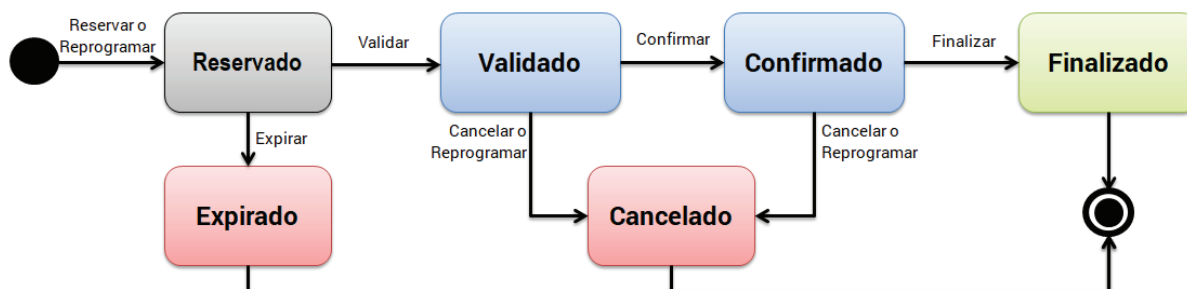 Reservar o
Reprogramar
Reservado
Validar
Validado
Confirmar
Confirmado
Finalizar
Finalizado
Expirar
Cancelar o
Reprogramar
Cancelar o
Reprogramar
Expirado
Cancelado